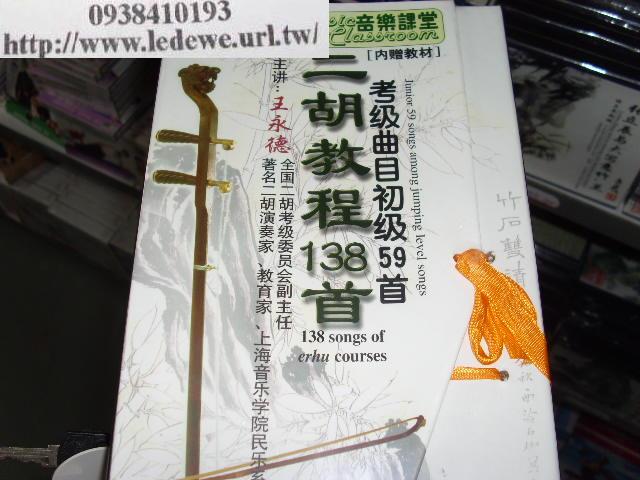 0938410193
http://www.ledewe.url.tw/
音樂課堂
Classroom
[内赠教材]
二胡教程138首
138 songs of
erhu courses
考级曲目初级59首
Junior 59 songs among jumping level songs
主讲:王永德
全国二胡考级委员会副主任
著名二胡演奏家、教育家、上海音乐学院民乐系
竹石雙清